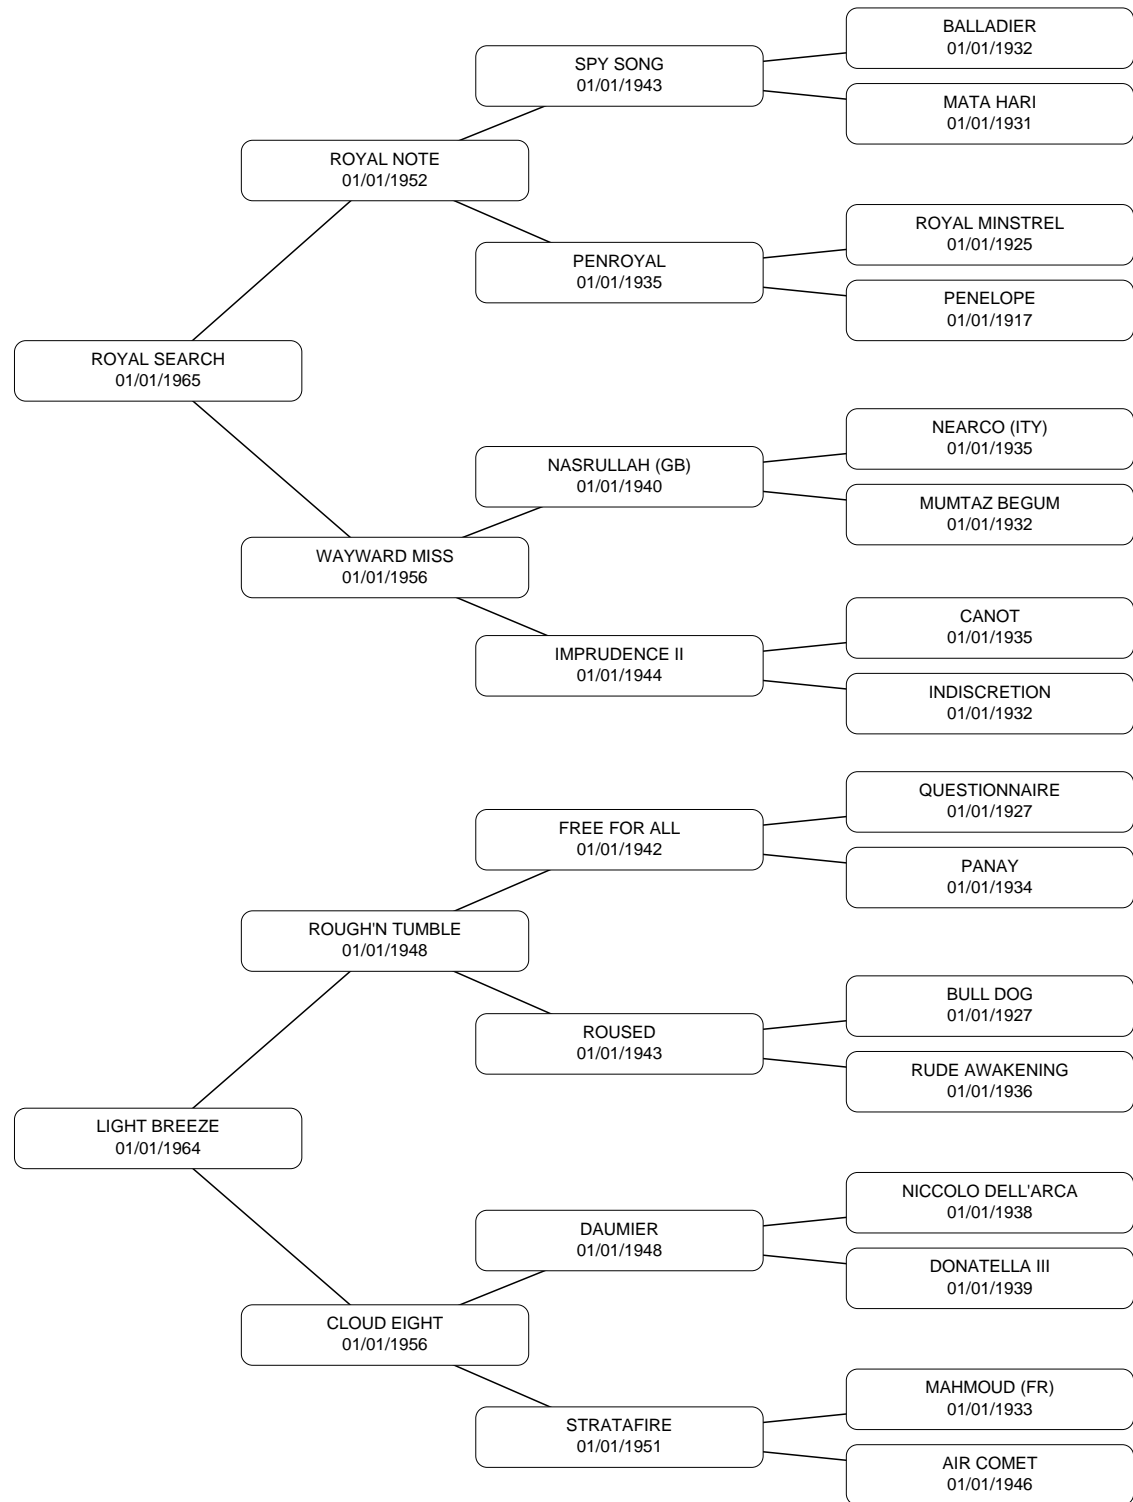 BALLADIER
01/01/1932
SPY SONG
01/01/1943
MATA HARI
01/01/1931
ROYAL NOTE
01/01/1952
ROYAL MINSTREL
01/01/1925
PENROYAL
01/01/1935
PENELOPE
01/01/1917
ROYAL SEARCH
01/01/1965
NEARCO (ITY)
01/01/1935
NASRULLAH (GB)
01/01/1940
MUMTAZ BEGUM
01/01/1932
WAYWARD MISS
01/01/1956
CANOT
01/01/1935
IMPRUDENCE II
01/01/1944
INDISCRETION
01/01/1932
QUESTIONNAIRE
01/01/1927
FREE FOR ALL
01/01/1942
PANAY
01/01/1934
ROUGH'N TUMBLE
01/01/1948
BULL DOG
01/01/1927
ROUSED
01/01/1943
RUDE AWAKENING
01/01/1936
LIGHT BREEZE
01/01/1964
NICCOLO DELL'ARCA
01/01/1938
DAUMIER
01/01/1948
DONATELLA III
01/01/1939
CLOUD EIGHT
01/01/1956
MAHMOUD (FR)
01/01/1933
STRATAFIRE
01/01/1951
AIR COMET
01/01/1946